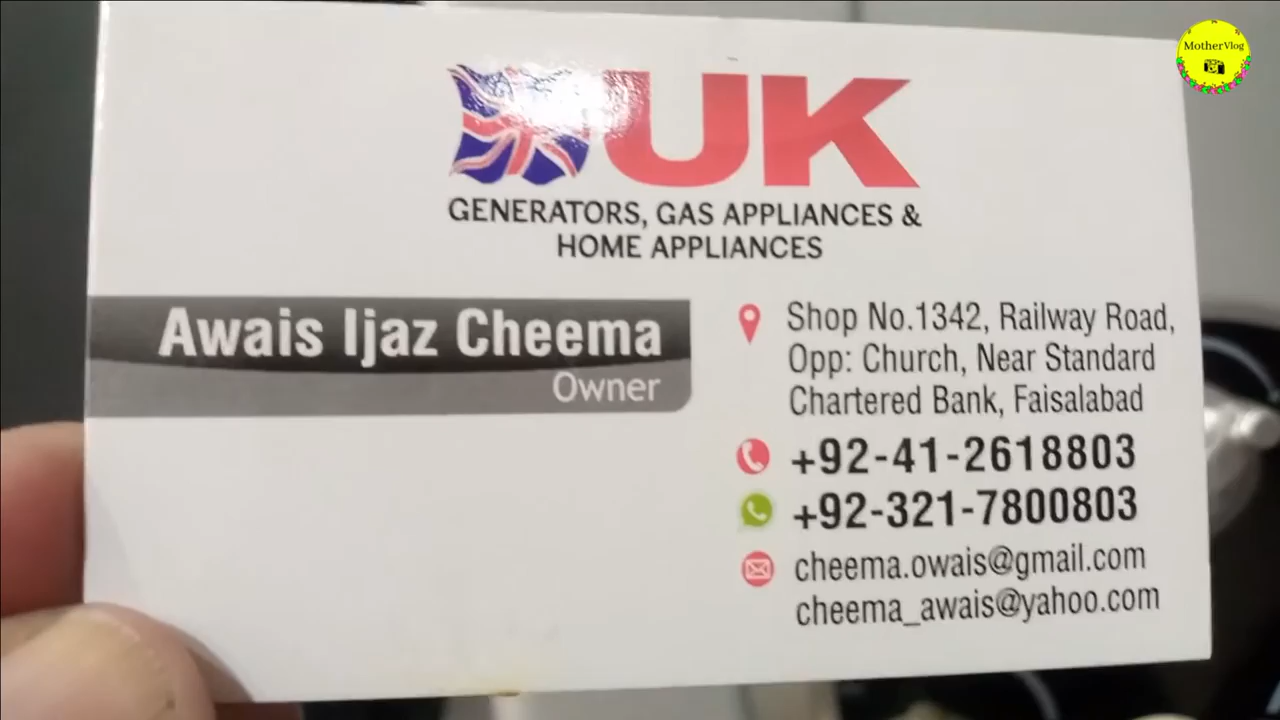 MotherVlog
UK
GENERATORS, GAS APPLIANCES &
HOME APPLIANCES
Awais Ijaz Cheema
Owner
Shop No.1342, Railway Road,
Opp: Church, Near Standard
Chartered Bank, Faisalabad
+92-41-2618803
+92-321-7800803
cheema.owais@gmail.com
cheema_awais@yahoo.com